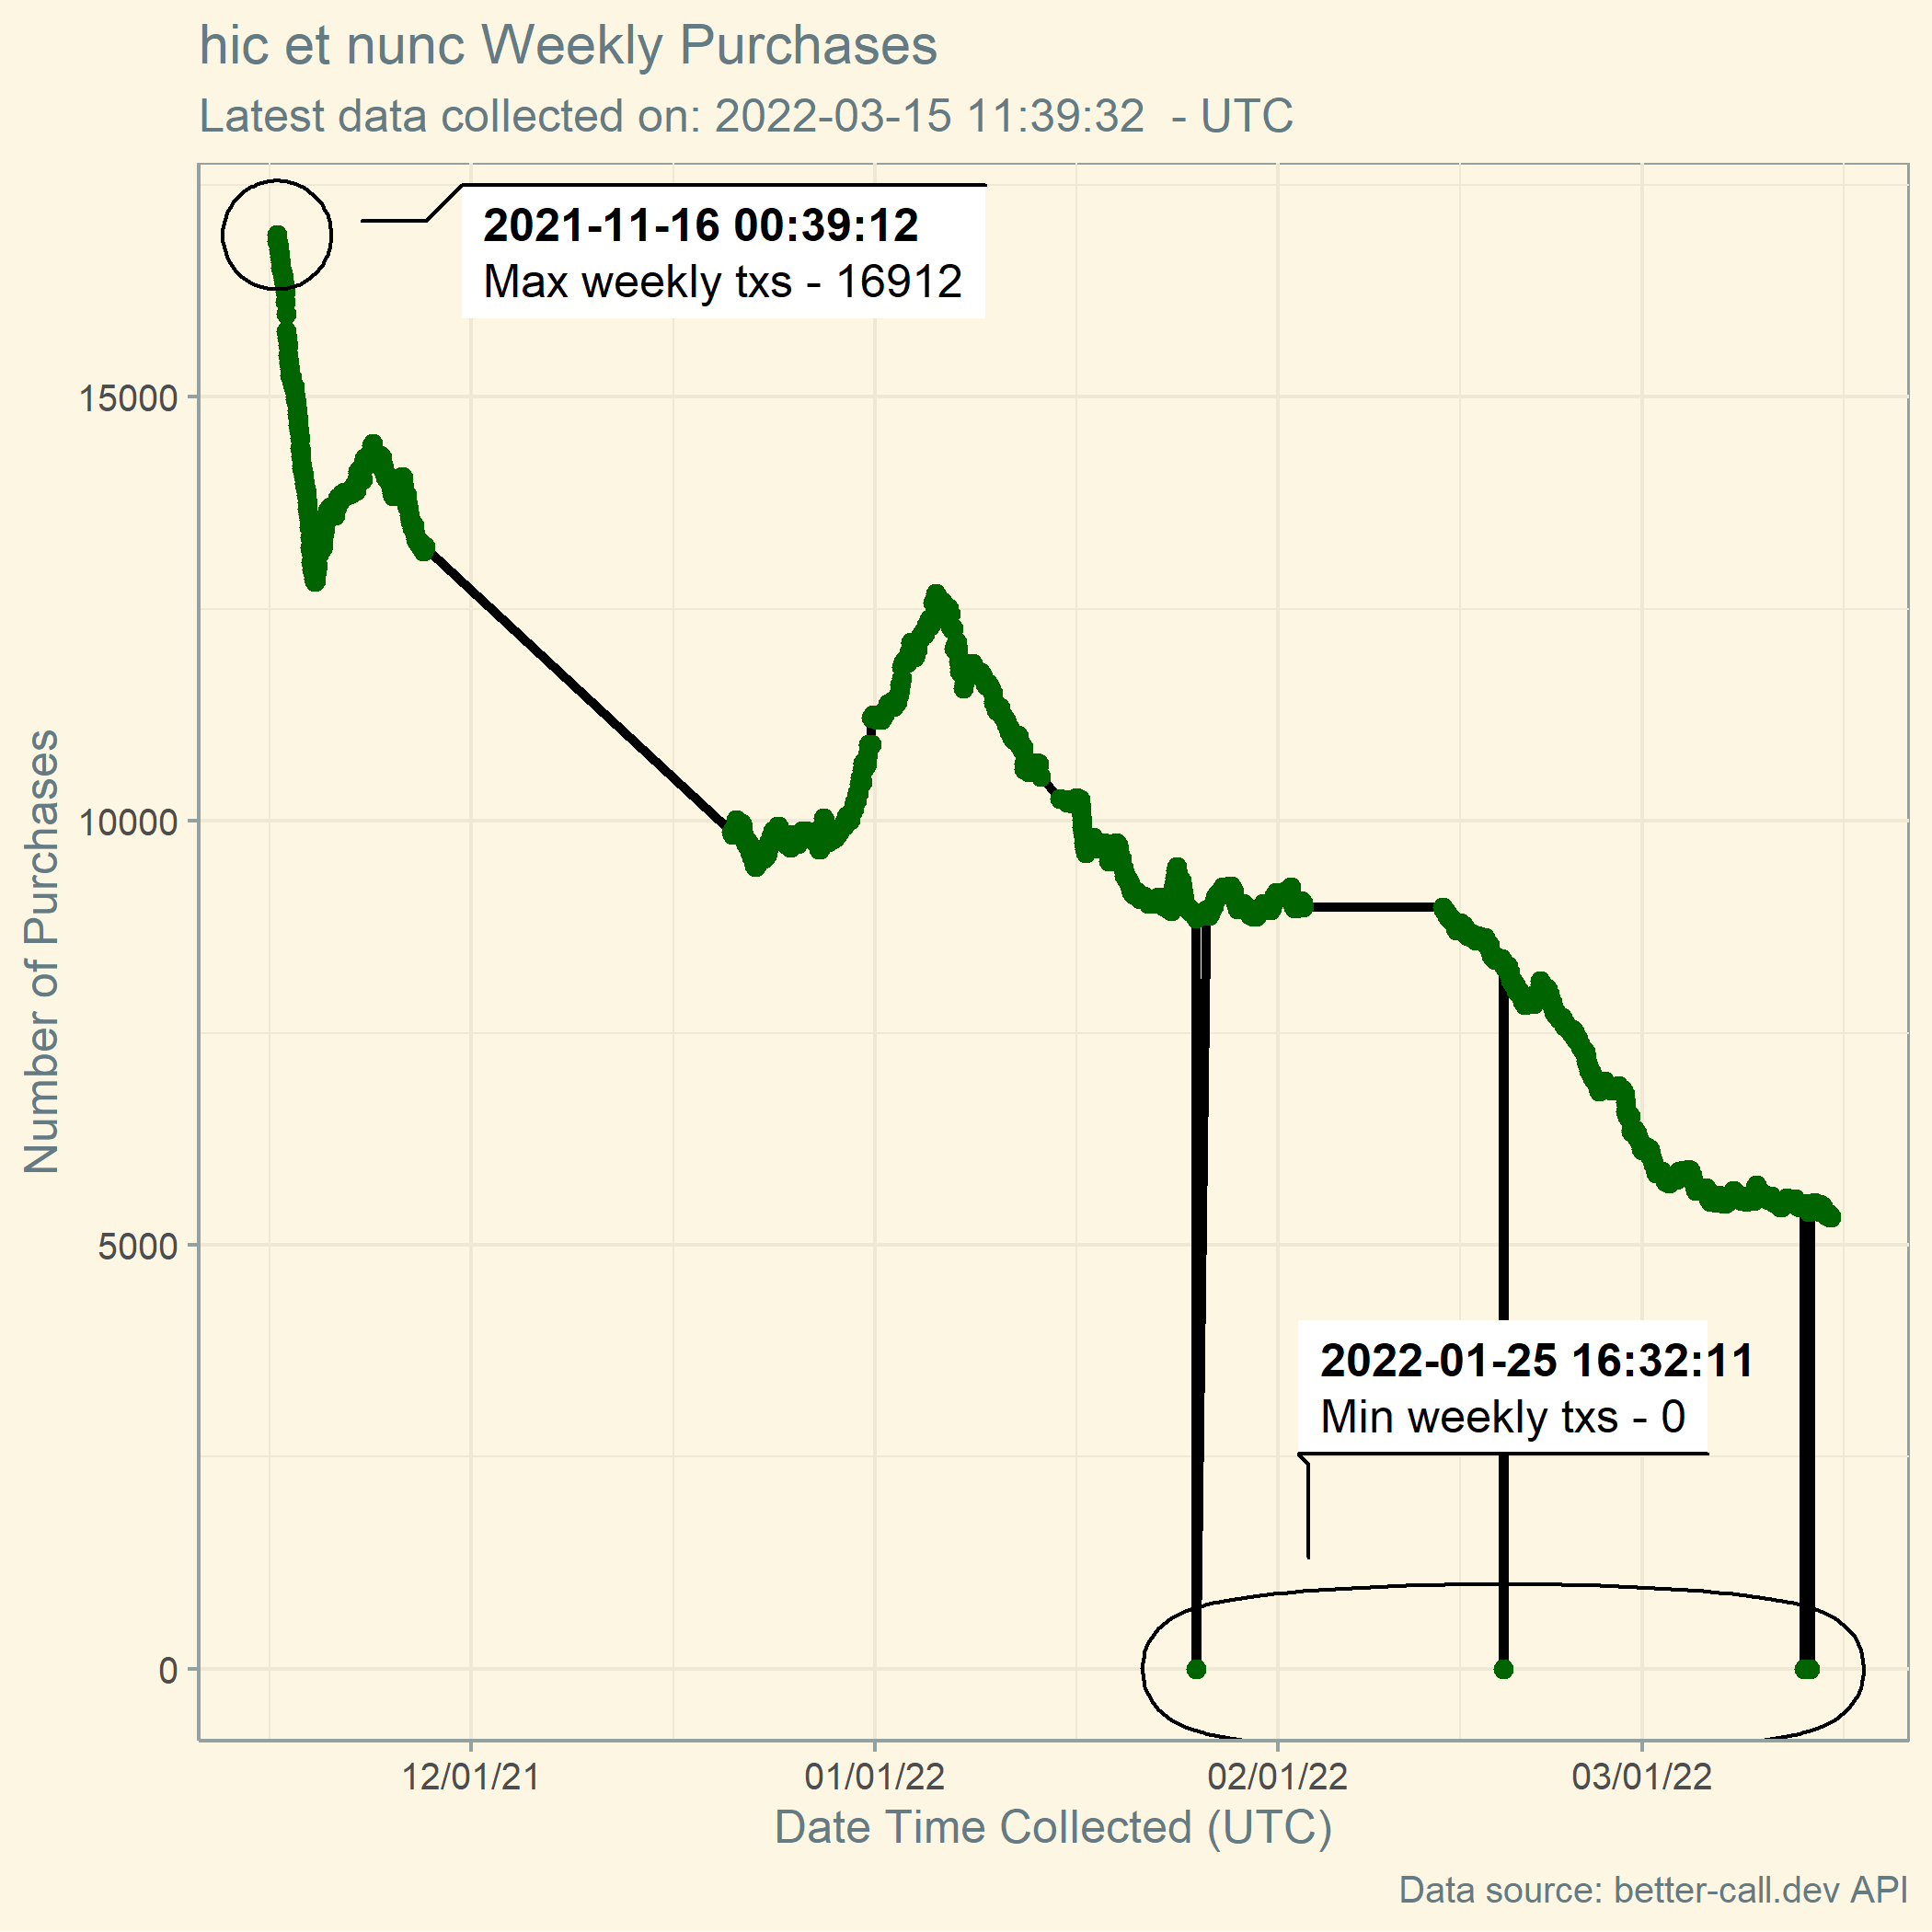 hic et nunc Weekly Purchases
Latest data collected on: 2022-03-15 11:39:32  - UTC
2021-11-16 00:39:12
Max weekly txs - 16912
15000
10000
5000
0
Number of Purchases
2022-01-25 16:32:11
Min weekly txs - 0
12/01/21
01/01/22
02/01/22
03/01/22
Date Time Collected (UTC)
Data source: better-call.dev API